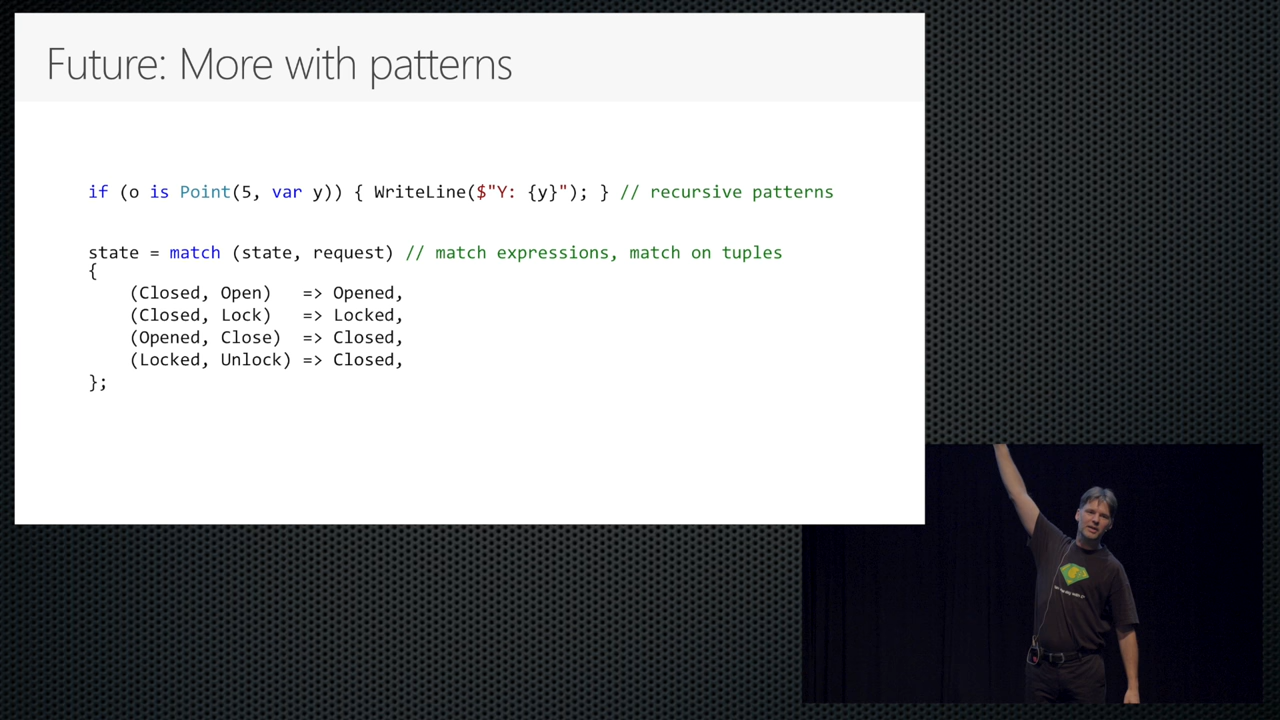 Future: More with patterns
if (o is Point(5, var y)) { WriteLine($"Y: {y}"); } // recursive patterns
state = match (state, request) // match expressions, match on tuples
{
(Closed, Open)   => Opened,
(Closed, Lock)   => Locked,
(Opened, Close)  => Closed,
(Locked, Unlock) => Closed,
};